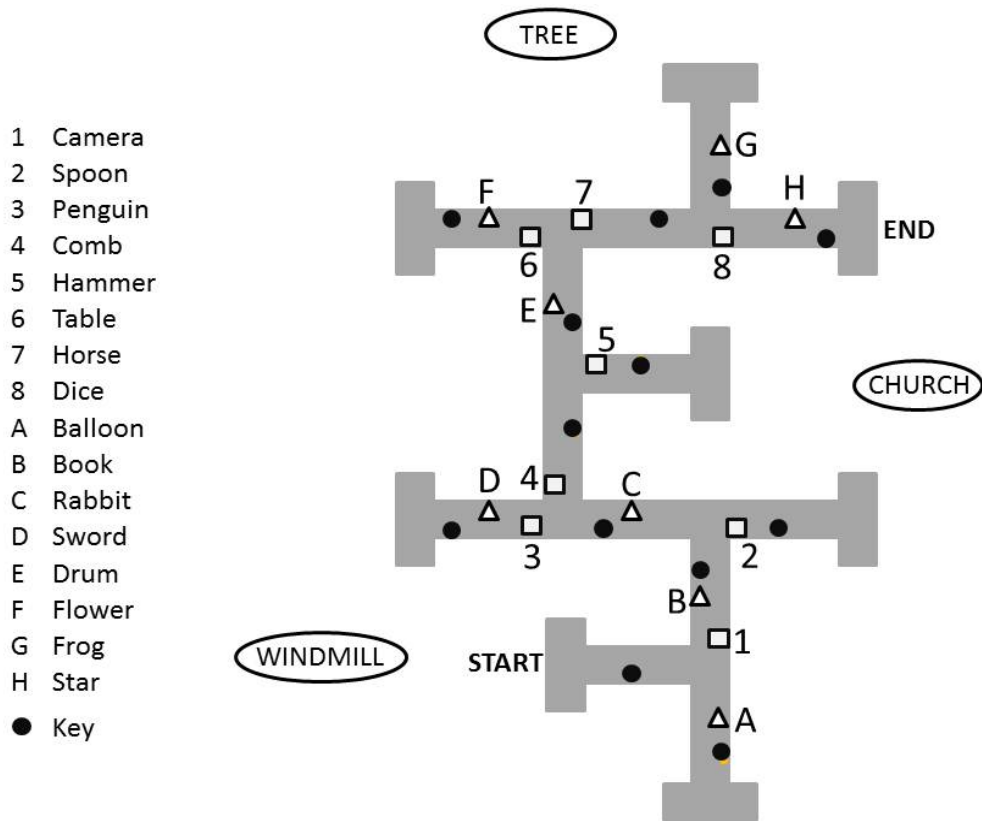 TREE
1 Camera
2 Spoon
3 Penguin
4 Comb
5 Hammer
6 Table
7 Horse
8 Dice
A Balloon
B Book
C Rabbit
D Sword
E Drum
F Flower
G Frog
H Star
Key
G
F
7
H
END
6
8
E
5
CHURCH
D
4
C
3
2
B
1
WINDMILL
START
A